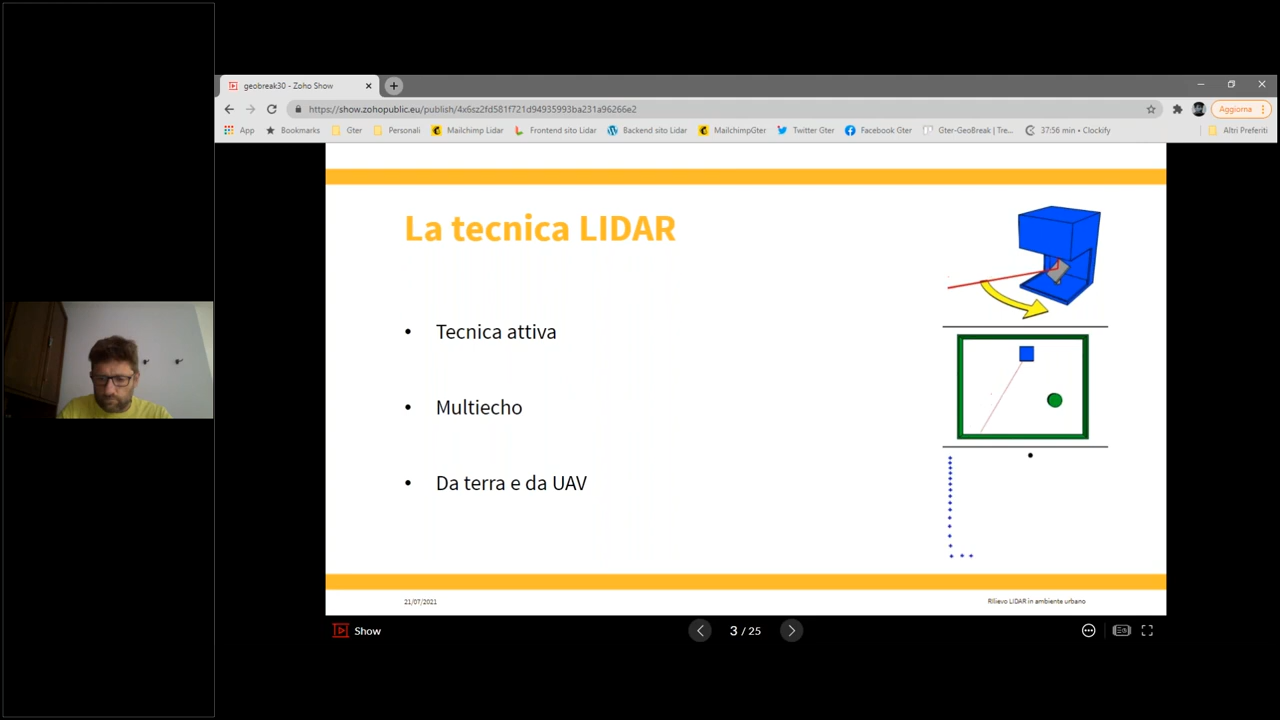 geobreak30 - Zoho Show
https://show.zohopublic.eu/publish/4x6sz2fd581f721d94935993ba231a96266e2
Aggiorna
App Bookmarks Gter Personali Mailchimp Lidar Frontend sito Lidar Backend sito Lidar MailchimpGter Twitter Gter Facebook Gter Gter-GeoBreak | Tre... 37:56 min • Clockify Altri Preferiti
La tecnica LIDAR
• Tecnica attiva
• Multiecho
• Da terra e da UAV
21/07/2021
Rilievo LIDAR in ambiente urbano
Show
3 / 25